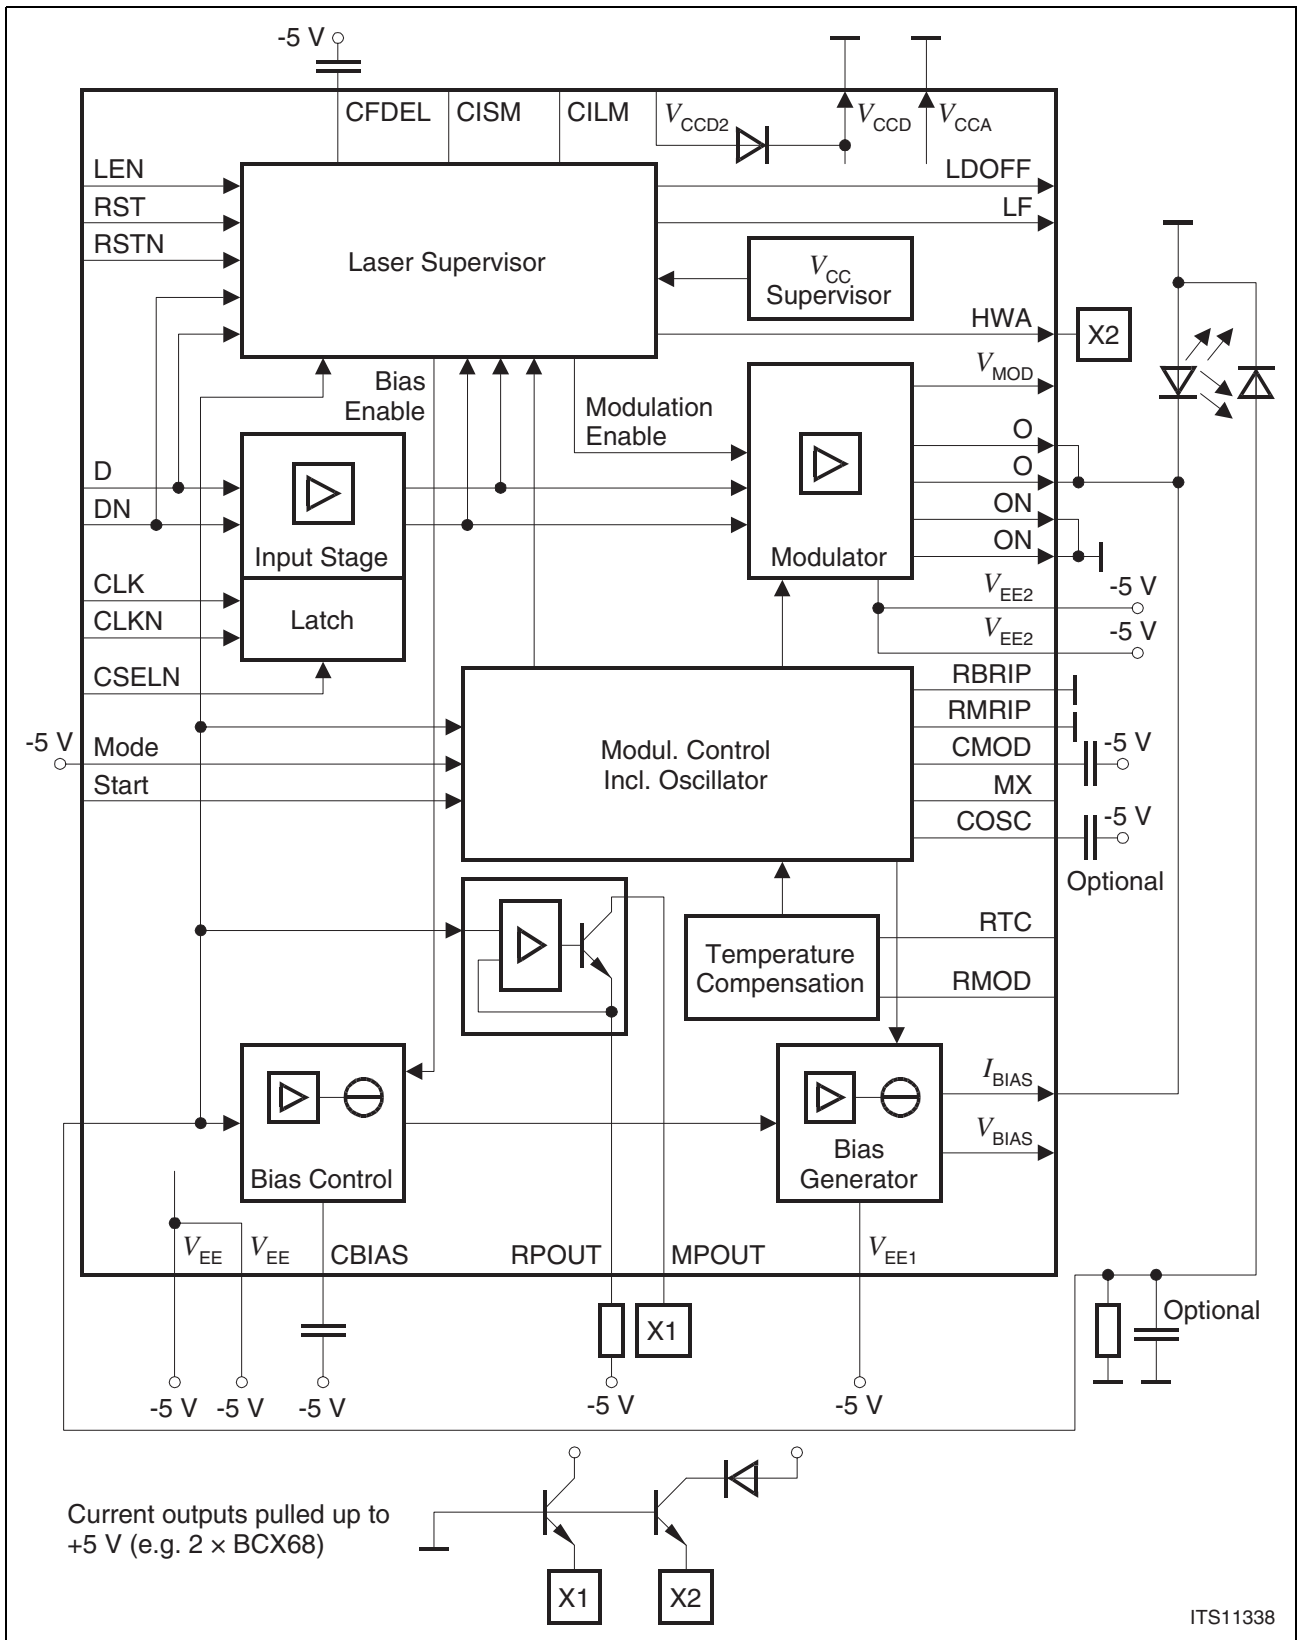 -5 V
CFDEL
CISM
CILM
VCCD2
VCCD
VCCA
LEN
LDOFF
RST
LF
RSTN
Laser Supervisor
VCC
Supervisor
HWA
X2
VMOD
Bias
Enable
Modulation
Enable
O
D
O
DN
ON
Input Stage
Modulator
ON
CLK
VEE2
-5 V
CLKN
Latch
VEE2
-5 V
CSELN
RBRIP
RMRIP
-5 V
Mode
Modul. Control
Incl. Oscillator
CMOD
-5 V
Start
MX
COSC
-5 V
Optional
Temperature
Compensation
RTC
RMOD
IBIAS
VBIAS
Bias Control
Bias
Generator
VEE
VEE
CBIAS
RPOUT
MPOUT
VEE1
X1
Optional
-5 V
-5 V
-5 V
-5 V
-5 V
Current outputs pulled up to
+5 V (e.g. 2 × BCX68)
X1
X2
ITS11338